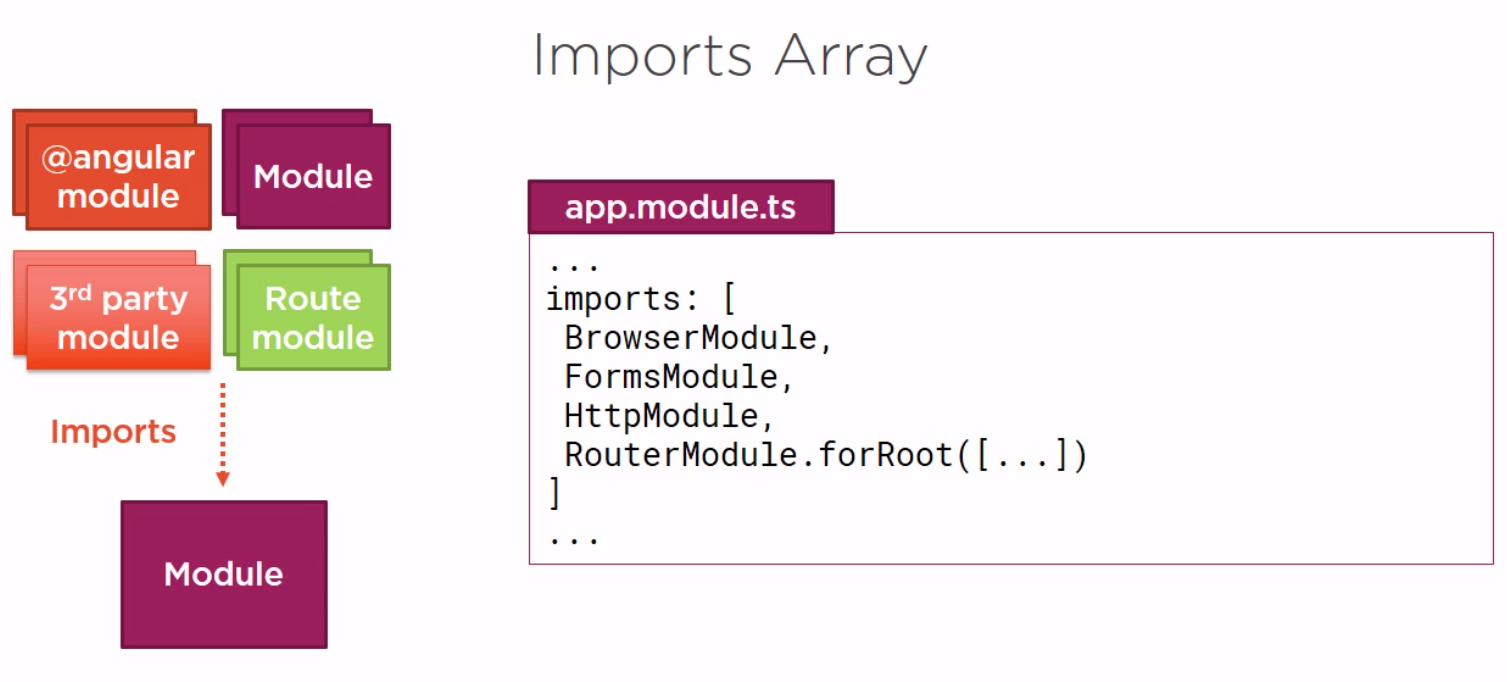 Imports Array
@angular
module
Module
3rd party
module
Route
module
Imports
Module
app.module.ts
...
imports: [
 BrowserModule,
 FormsModule,
 HttpModule,
 RouterModule.forRoot([...])
]
...